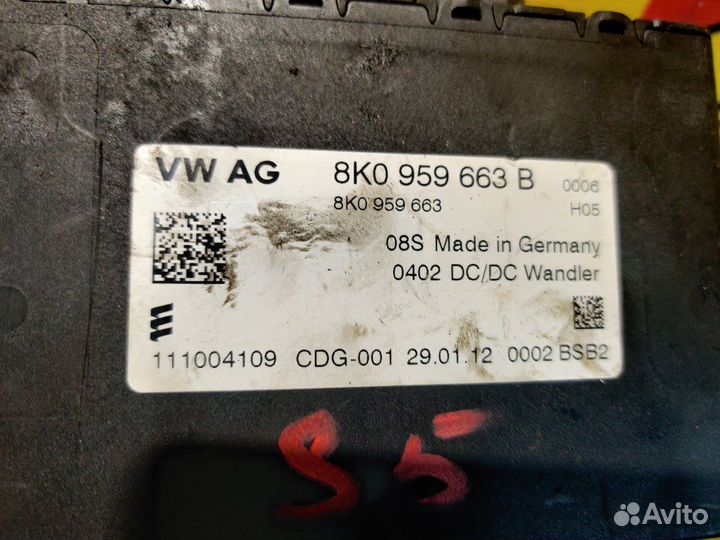 VW AG 8K0 959 663 B 0006
8K0 959 663 H05
08S Made in Germany
0402 DC/DC Wandler
111004109 CDG-001 29.01.12 0002 BSB2
S5
Avito